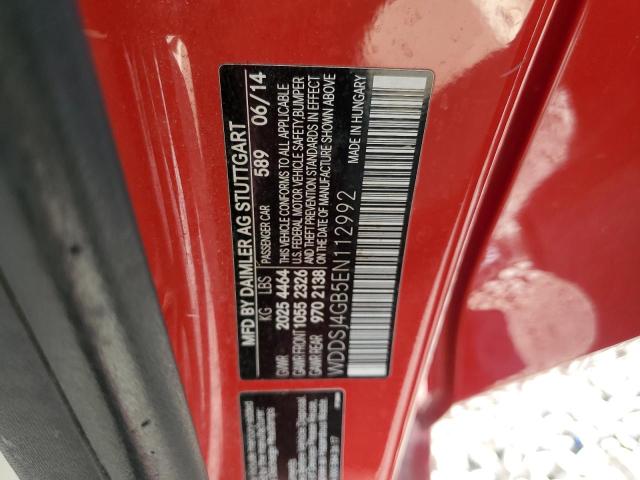 MFD BY DAIMLER AG STUTTGART
PASSENGER CAR 589 06/14
KG LBS
GVWR 2025 4464
GAWR FRONT 1055 2326
GAWR REAR 970 2138
THIS VEHICLE CONFORMS TO ALL APPLICABLE
U.S. FEDERAL MOTOR VEHICLE SAFETY, BUMPER
AND THEFT PREVENTION STANDARDS IN EFFECT
ON THE DATE OF MANUFACTURE SHOWN ABOVE
WDDSJ4GB5EN112992 MADE IN HUNGARY